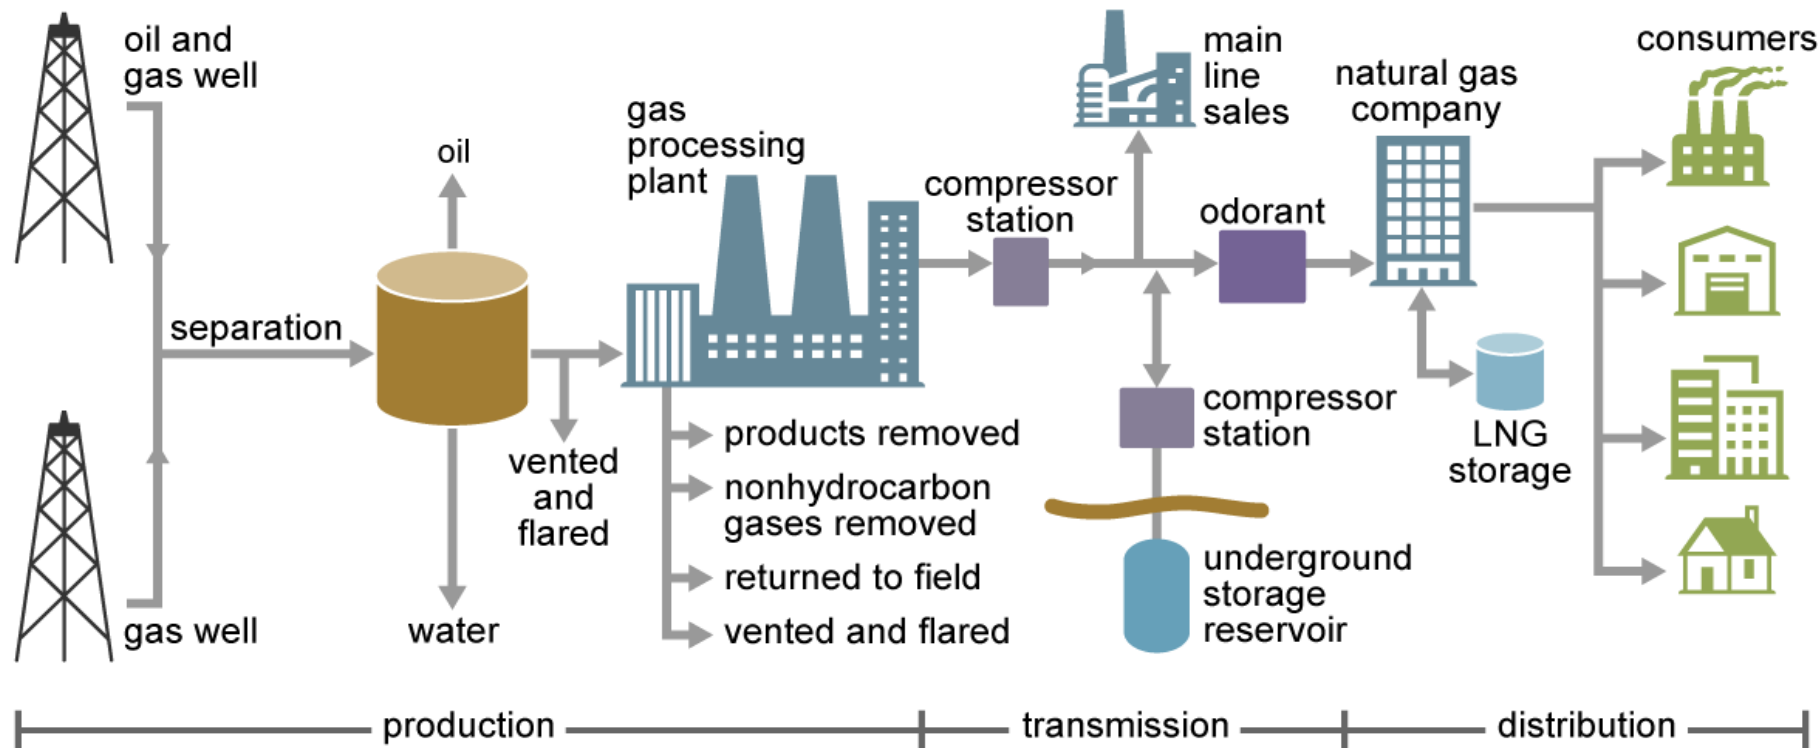 oil and
gas well
gas well
separation
oil
water
vented
and
flared
gas
processing
plant
products removed
nonhydrocarbon
gases removed
returned to field
vented and flared
compressor
station
main
line
sales
compressor
station
underground
storage
reservoir
odorant
natural gas
company
LNG
storage
consumers
production
transmission
distribution